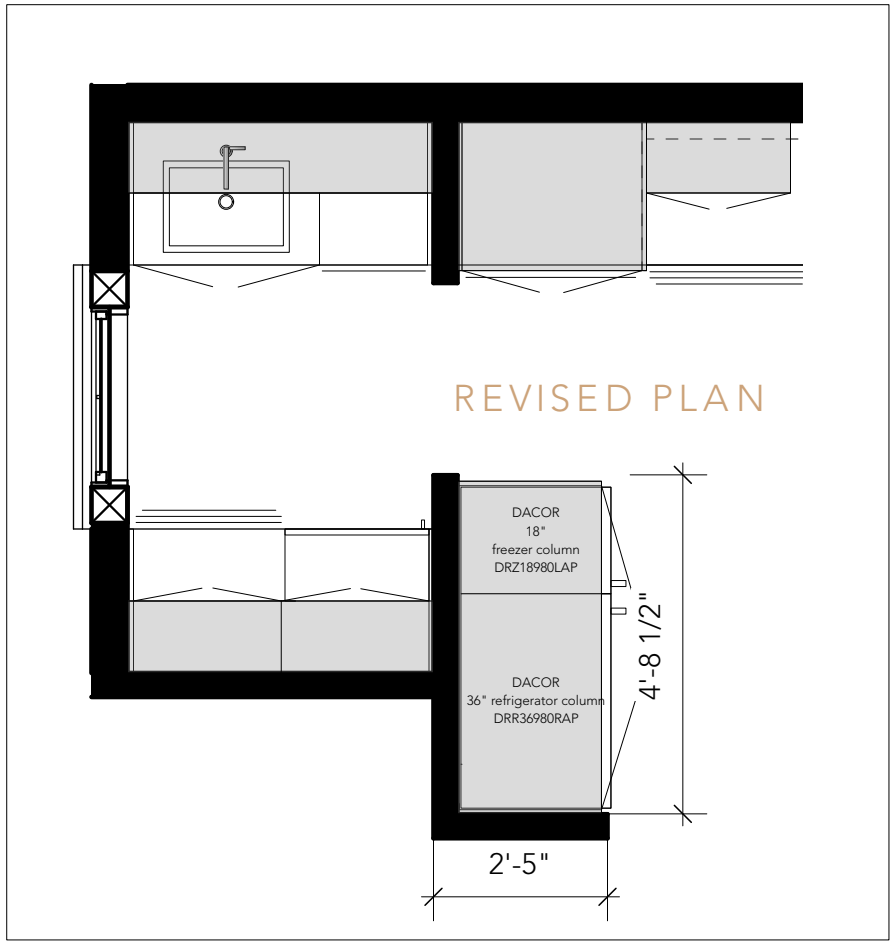 REVISED PLAN
DACOR
18"
freezer column
DRZ18980LAP
4'-8 1/2"
DACOR
36" refrigerator column
DRR36980RAP
2'-5"